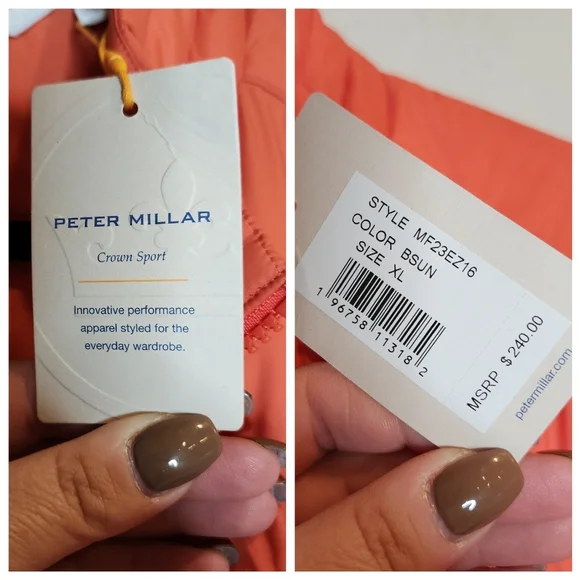 PETER MILLAR
Crown Sport
Innovative performance
apparel styled for the
everyday wardrobe.
STYLE MF23EZ16
COLOR BSUN
SIZE XL
1 96758 11318 2
MSRP $ 240.00
petermillar.com